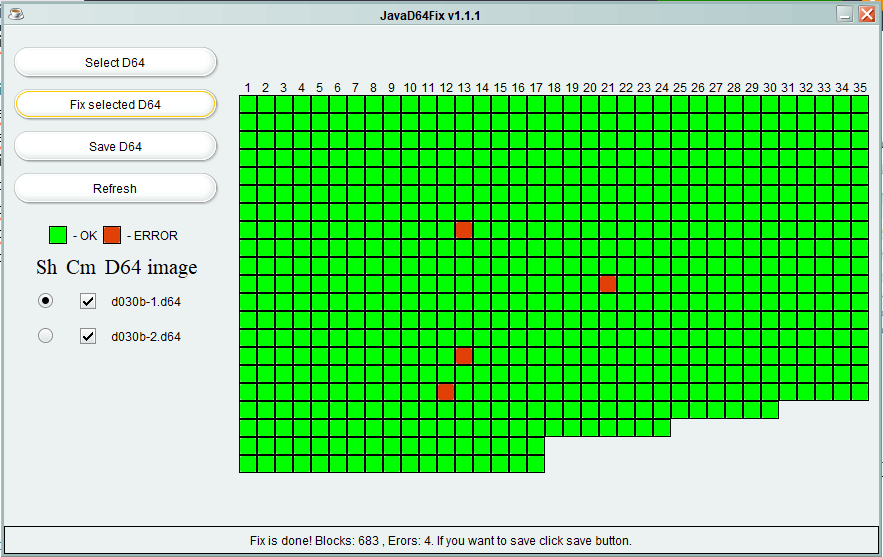 JavaD64Fix v1.1.1
Select D64
Fix selected D64
Save D64
Refresh
- OK - ERROR
Sh Cm D64 image
d030b-1.d64
d030b-2.d64
1 2 3 4 5 6 7 8 9 10 11 12 13 14 15 16 17 18 19 20 21 22 23 24 25 26 27 28 29 30 31 32 33 34 35
Fix is done! Blocks: 683 , Erors: 4. If you want to save click save button.